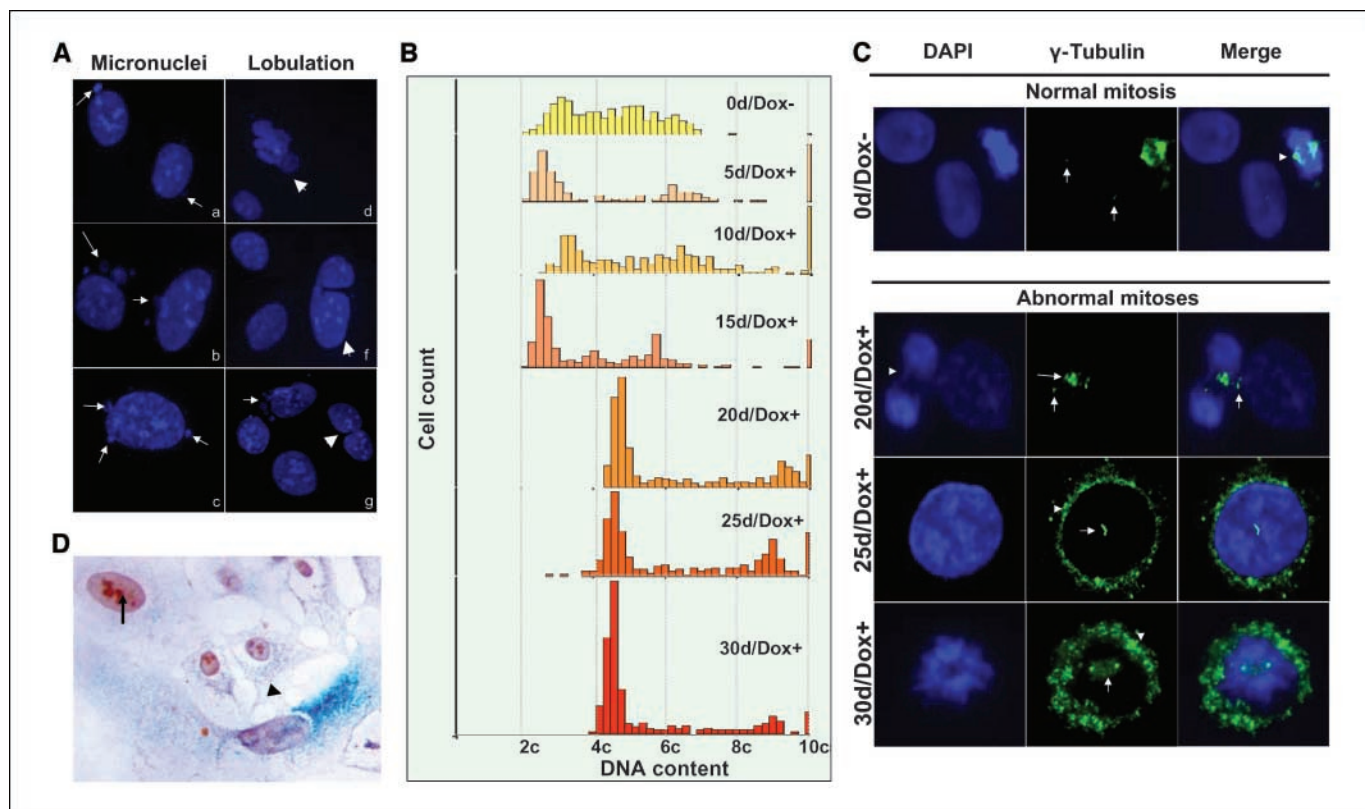 A
Micronuclei Lobulation
a
d
b
f
c
g
B
0d/Dox-
5d/Dox+
10d/Dox+
15d/Dox+
20d/Dox+
25d/Dox+
30d/Dox+
Cell count
2c 4c 6c 8c 10c
DNA content
C
DAPI γ-Tubulin Merge
Normal mitosis
0d/Dox-
Abnormal mitoses
20d/Dox+
25d/Dox+
30d/Dox+
D